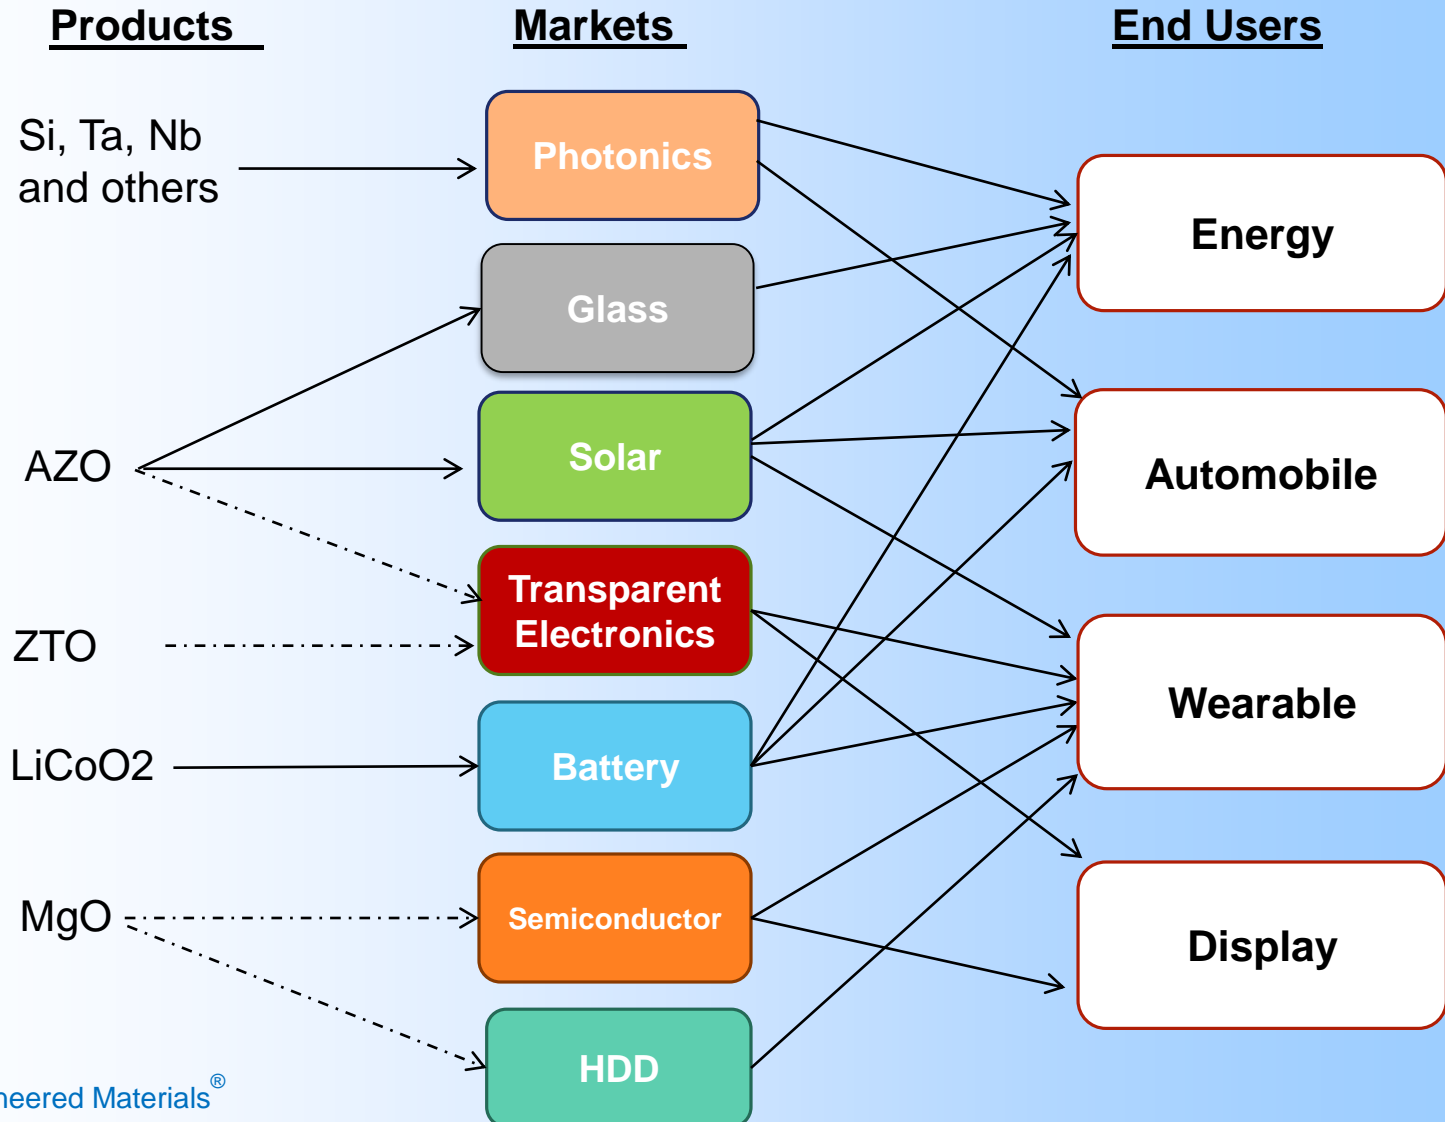 Products
Markets
End Users
Si, Ta, Nb
and others
AZO
ZTO
LiCoO2
MgO
Photonics
Glass
Solar
Transparent
Electronics
Battery
Semiconductor
HDD
Energy
Automobile
Wearable
Display
neered Materials®